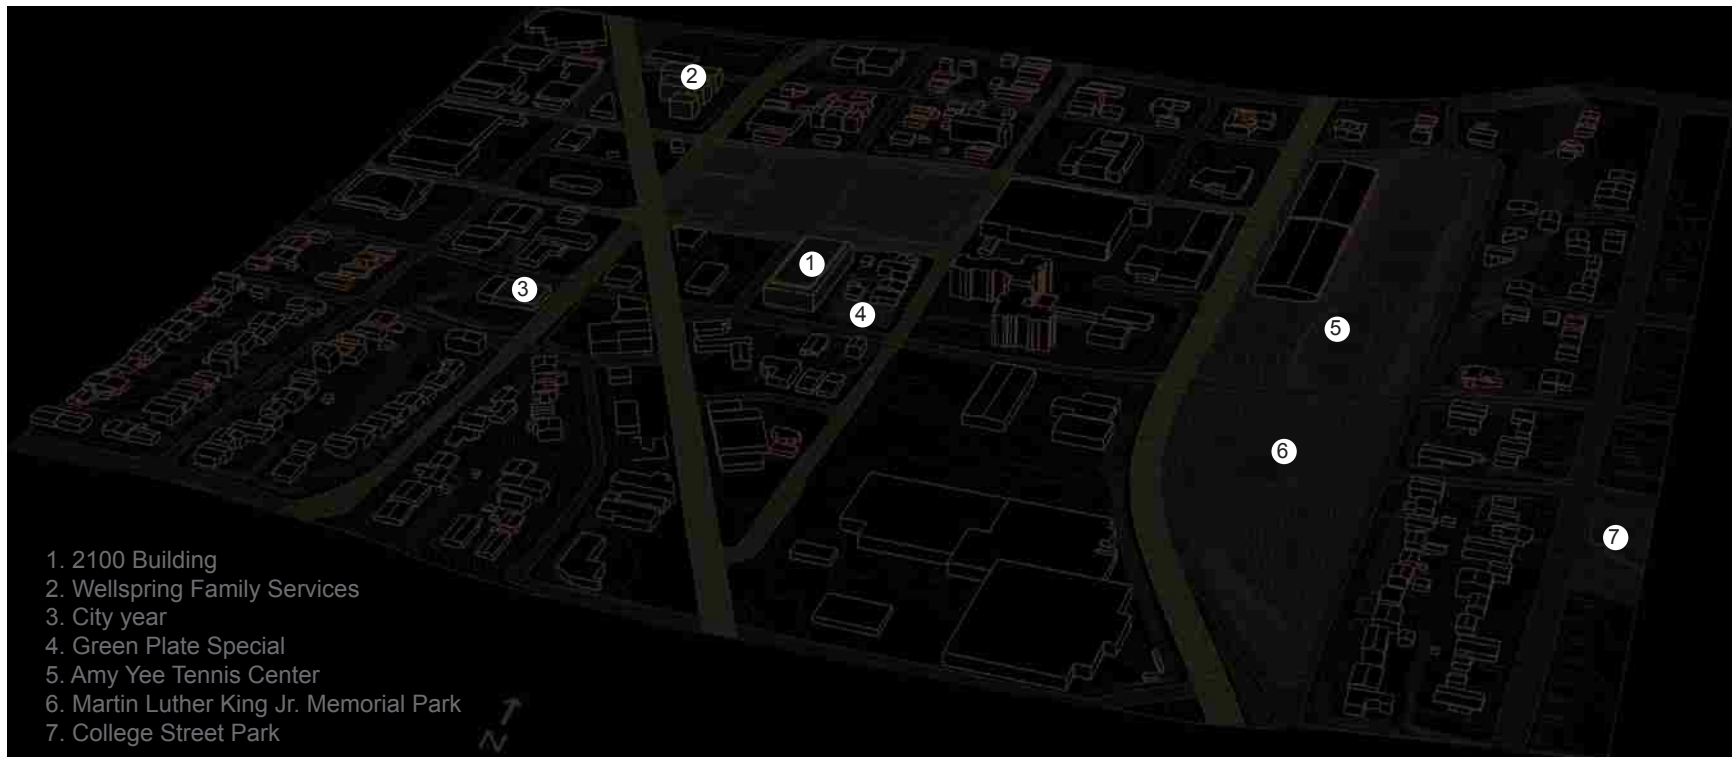 2
1
3
4
5
6
7
1. 2100 Building
2. Wellspring Family Services
3. City year
4. Green Plate Special
5. Amy Yee Tennis Center
6. Martin Luther King Jr. Memorial Park
7. College Street Park
N